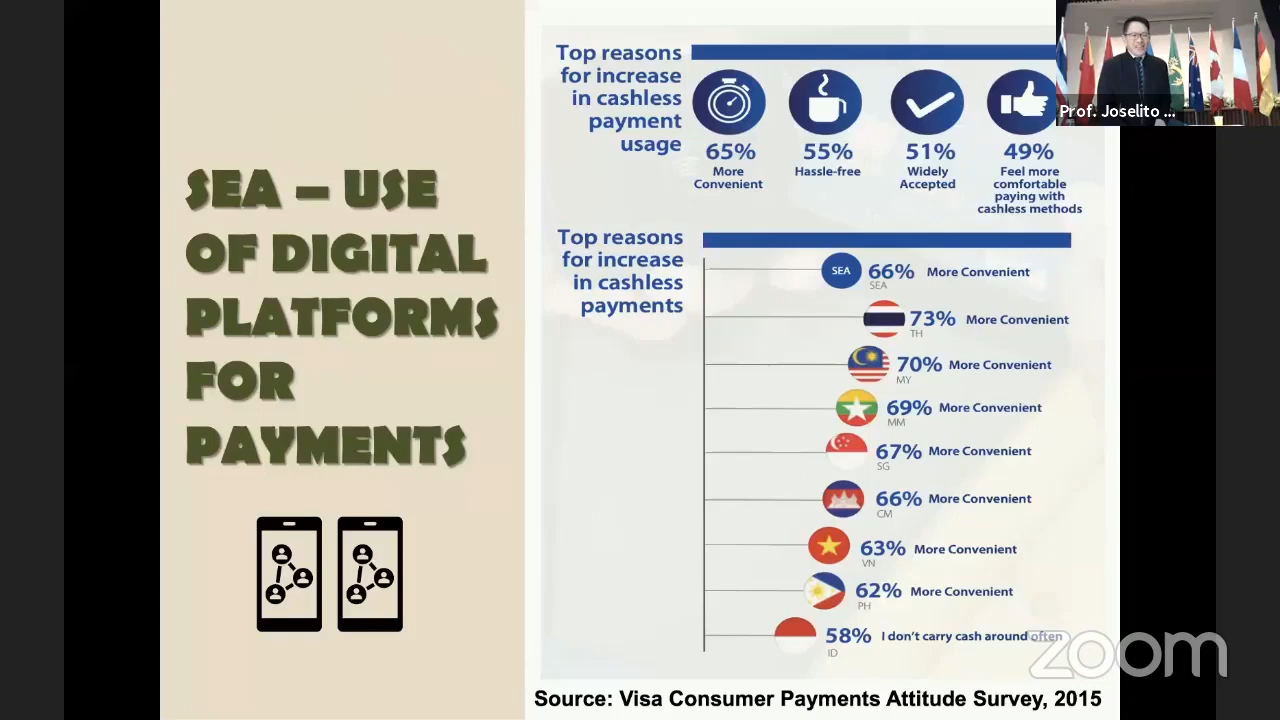 SEA – USE
OF DIGITAL
PLATFORMS
FOR
PAYMENTS
Top reasons
for increase
in cashless
payment
usage
65%
More
Convenient
55%
Hassle-free
51%
Widely
Accepted
49%
Feel more
comfortable
paying with
cashless methods
Top reasons
for increase
in cashless
payments
SEA 66% More Convenient
SEA
73% More Convenient
TH
70% More Convenient
MY
69% More Convenient
MM
67% More Convenient
SG
66% More Convenient
CM
63% More Convenient
VN
62% More Convenient
PH
58% I don't carry cash around often
ID
Source: Visa Consumer Payments Attitude Survey, 2015
Prof. Joselito ...
zoom